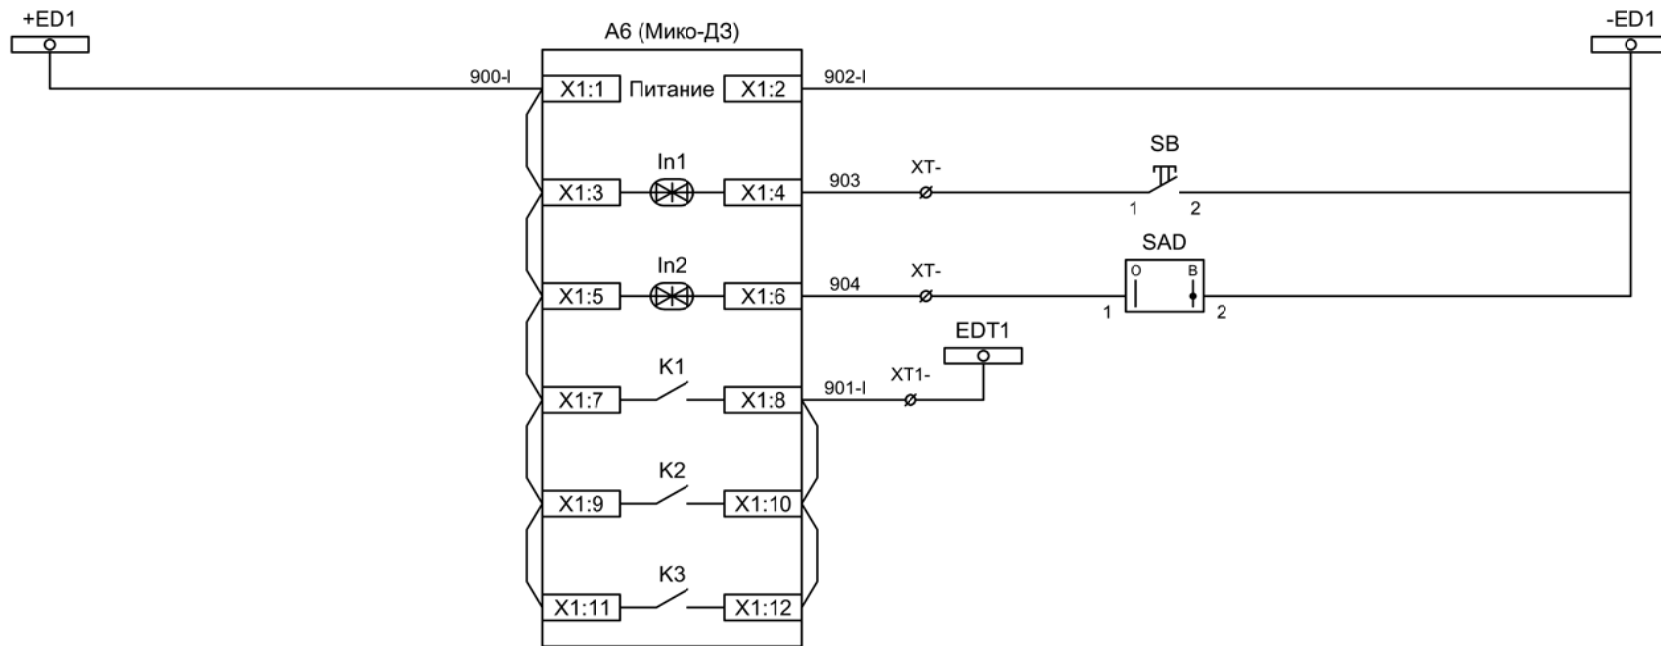 +ED1
А6 (Мико-ДЗ)
-ED1
900-I
X1:1 Питание X1:2
902-I
In1
X1:3
X1:4
903
XT-
SB
1 2
In2
X1:5
X1:6
904
XT-
SAD
O B
1 2
EDT1
K1
X1:7
X1:8
901-I
XT1-
K2
X1:9
X1:10
K3
X1:11
X1:12